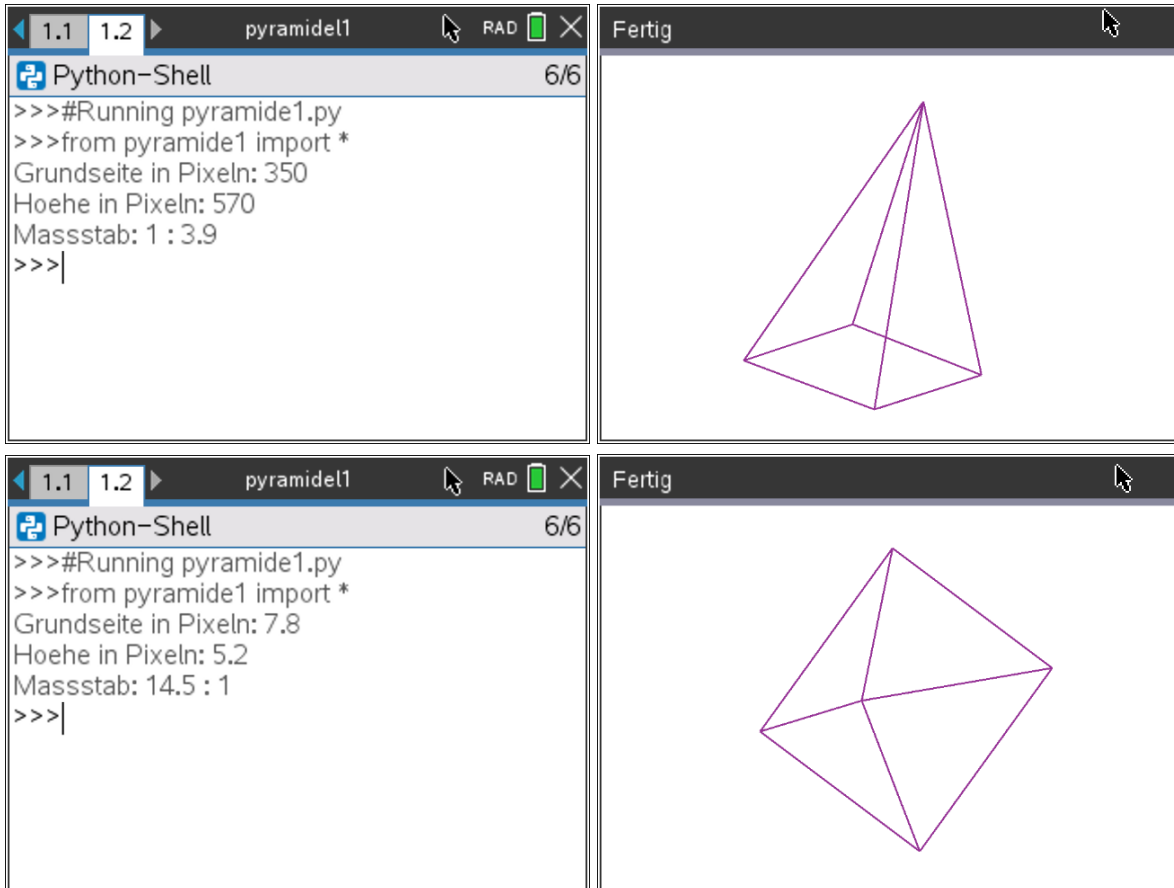 1.1 1.2 pyramidel1 RAD
Python-Shell 6/6
>>>#Running pyramide1.py
>>>from pyramide1 import *
Grundseite in Pixeln: 350
Hoehe in Pixeln: 570
Massstab: 1 : 3.9
>>>
Fertig
1.1 1.2 pyramidel1 RAD
Python-Shell 6/6
>>>#Running pyramide1.py
>>>from pyramide1 import *
Grundseite in Pixeln: 7.8
Hoehe in Pixeln: 5.2
Massstab: 14.5 : 1
>>>
Fertig